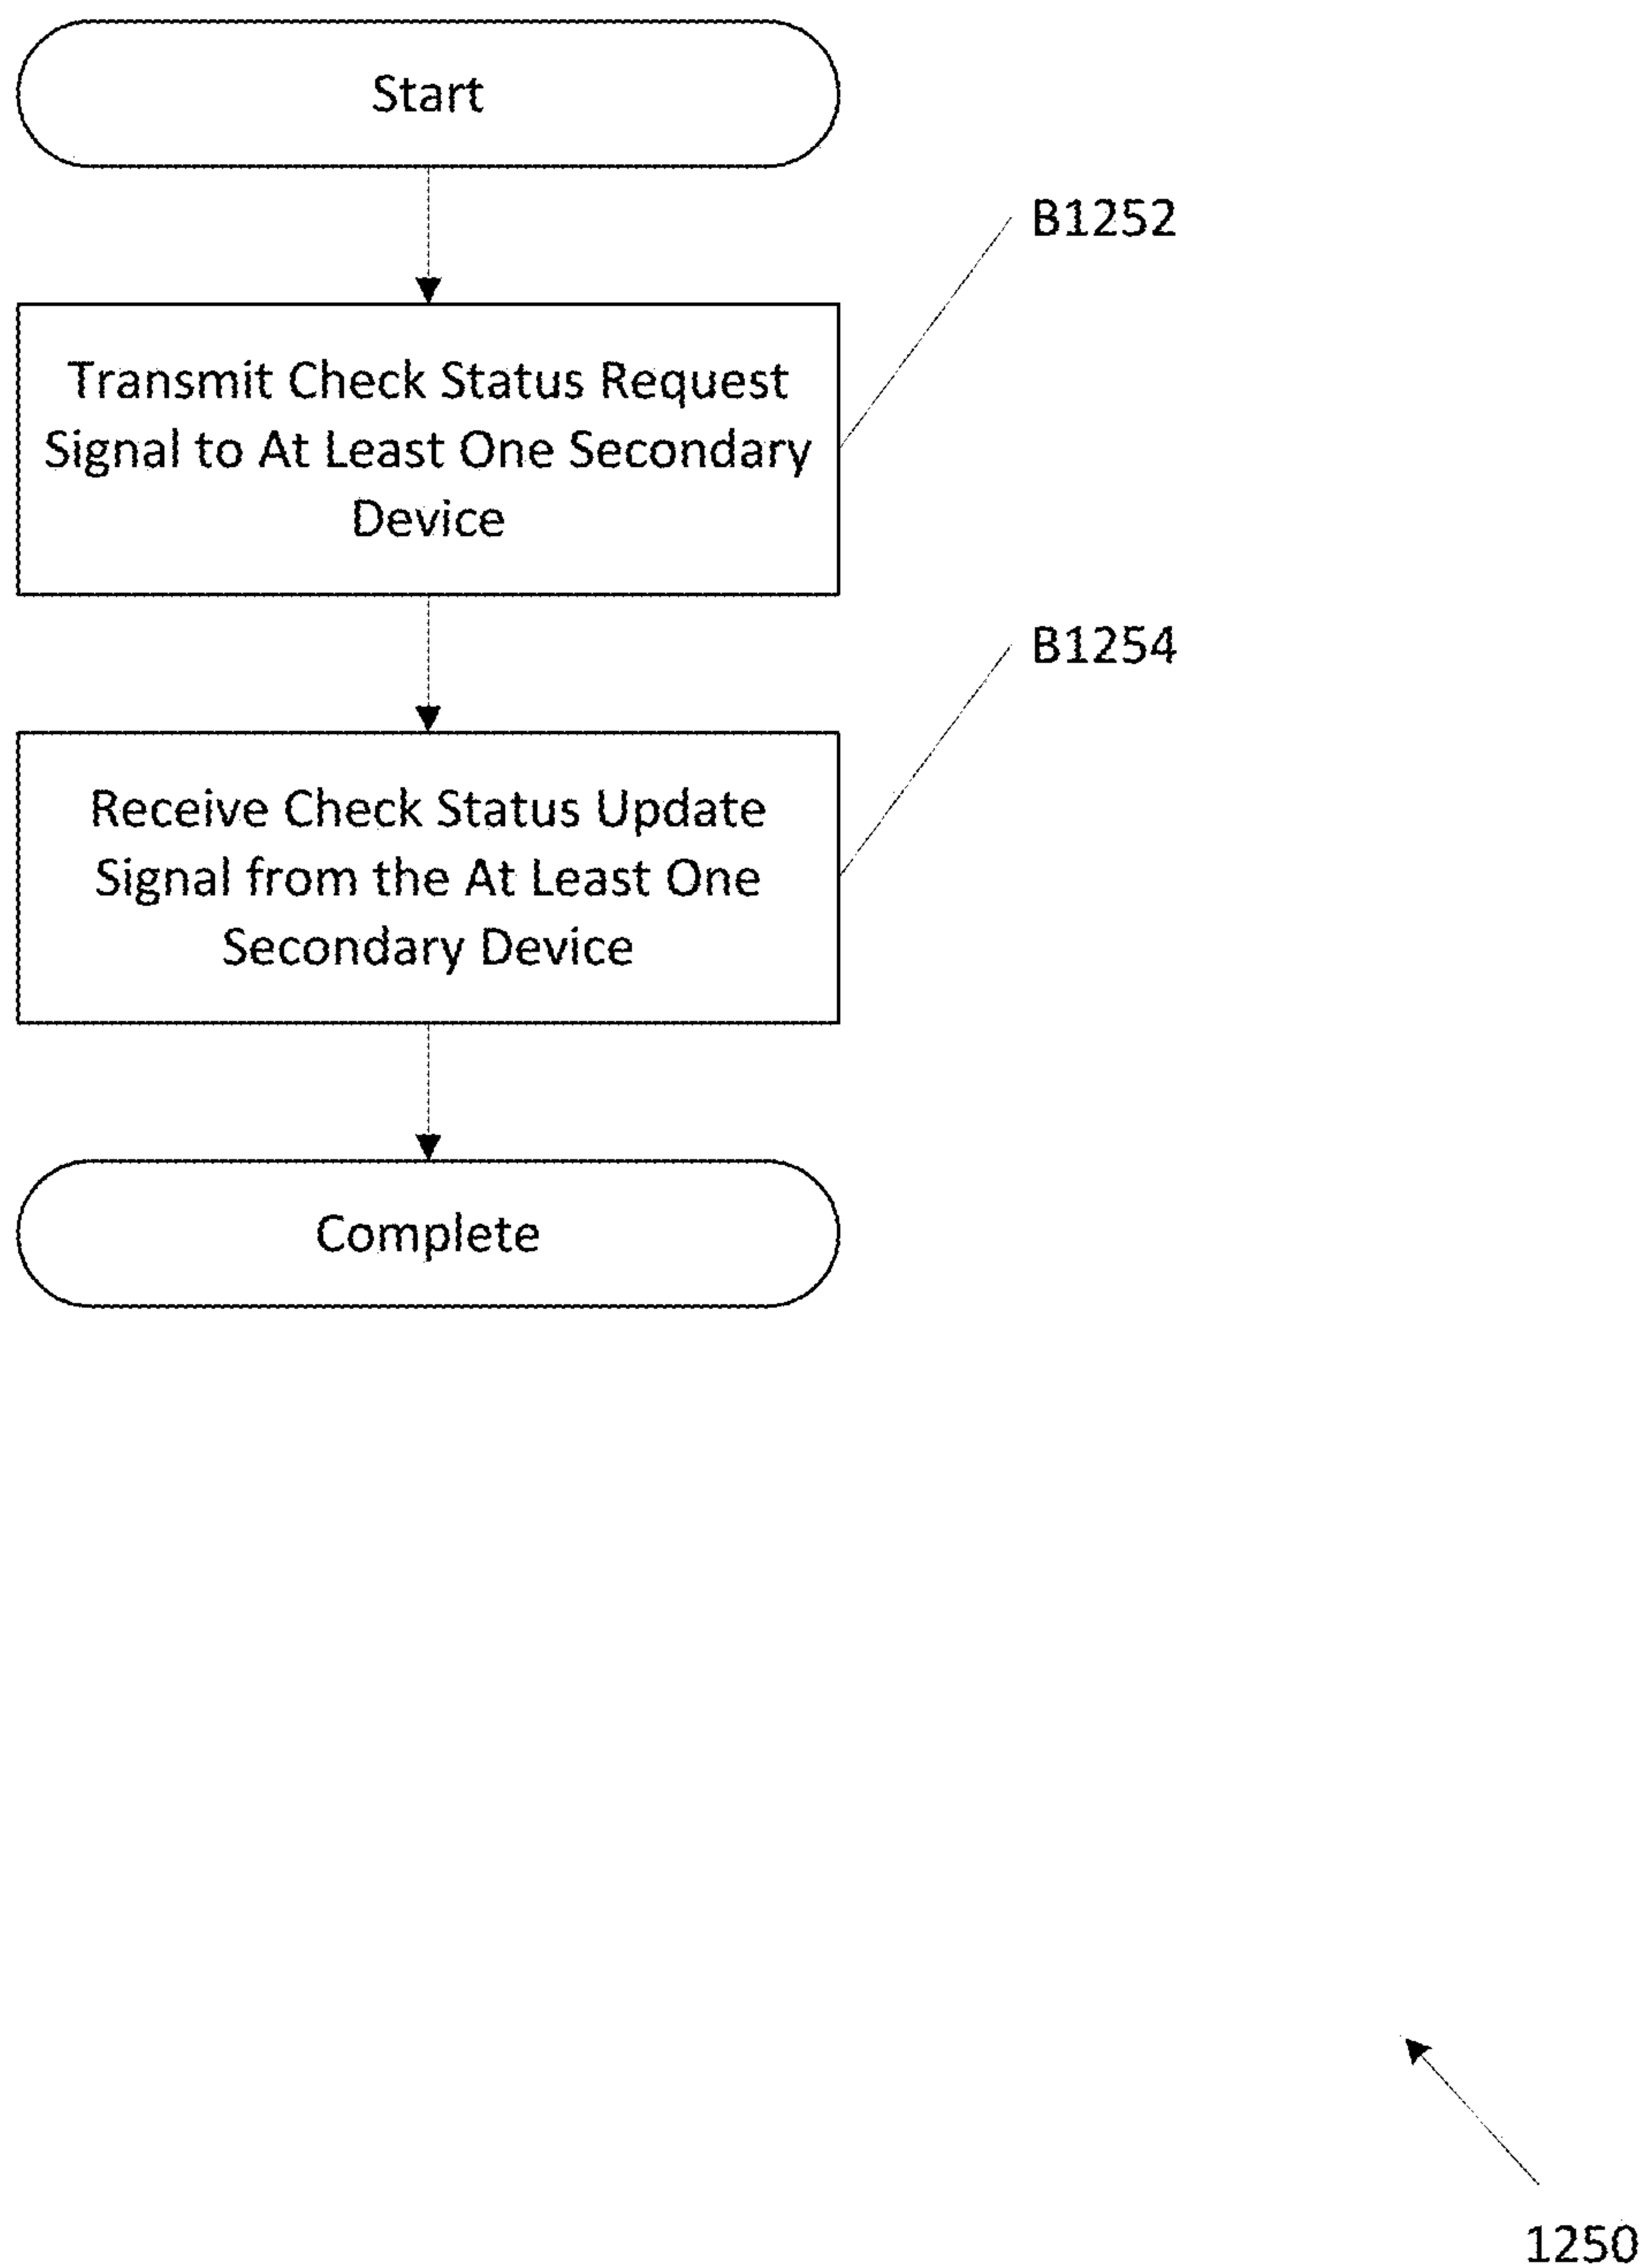 Start
B1252
Transmit Check Status Request
Signal to At Least One Secondary
Device
B1254
Receive Check Status Update
Signal from the At Least One
Secondary Device
Complete
1250